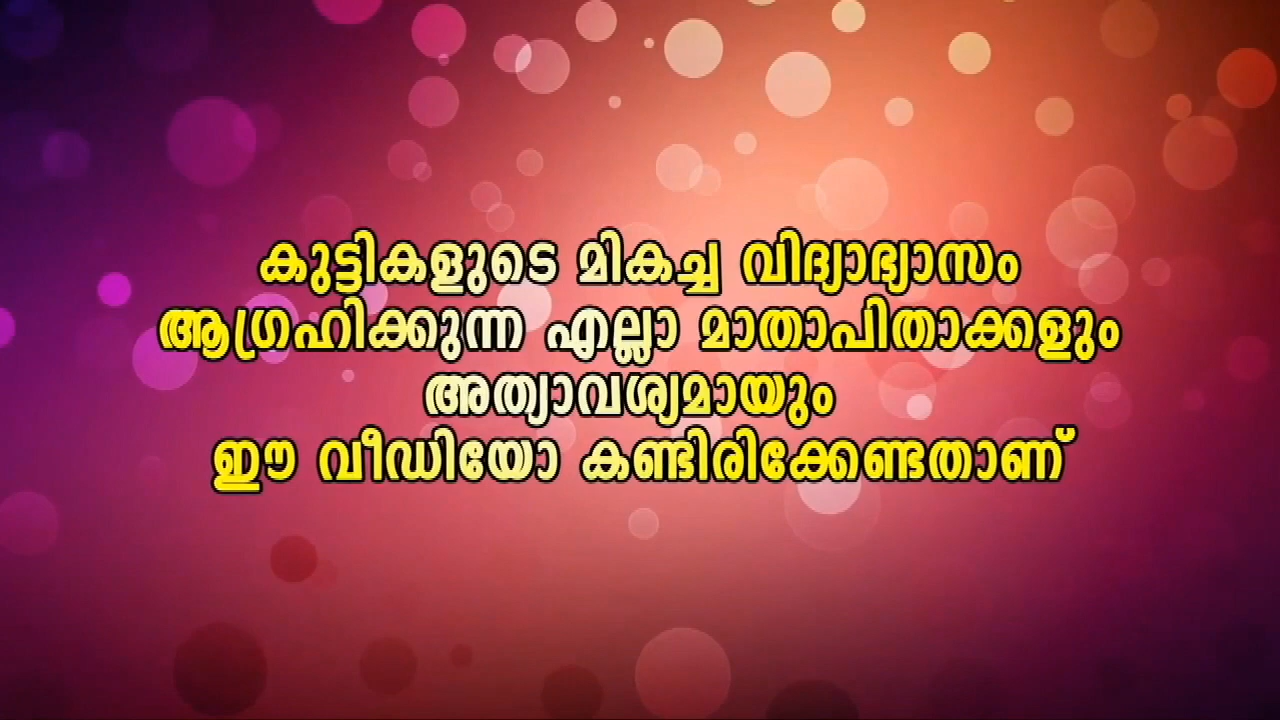 കുട്ടികളുടെ മികച്ച വിദ്യാഭ്യാസം
ആഗ്രഹിക്കുന്ന എല്ലാ മാതാപിതാക്കളും
അത്യാവശ്യമായും
ഈ വീഡിയോ കണ്ടിരിക്കേണ്ടതാണ്